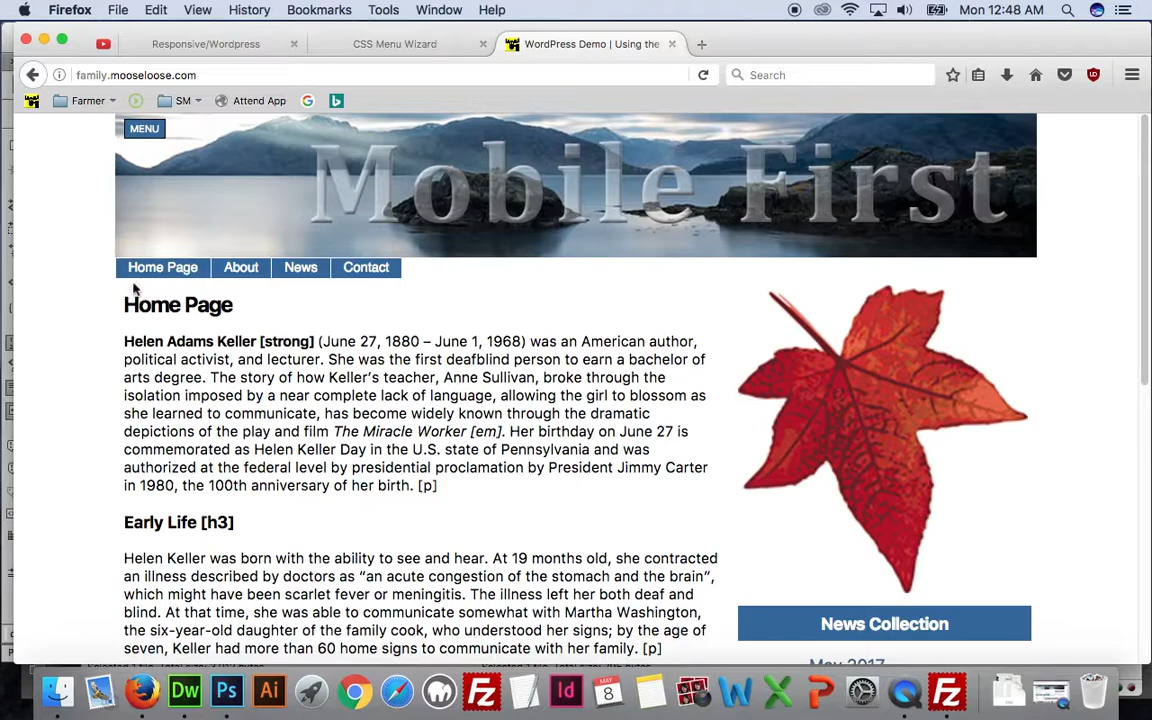 Firefox File Edit View History Bookmarks Tools Window Help Mon 12:48 AM
Responsive/Wordpress CSS Menu Wizard WordPress Demo | Using the
family.mooseloose.com Search
Farmer SM Attend App
MENU
Mobile First
Home Page About News Contact
Home Page
Helen Adams Keller [strong] (June 27, 1880 – June 1, 1968) was an American author,
political activist, and lecturer. She was the first deafblind person to earn a bachelor of
arts degree. The story of how Keller's teacher, Anne Sullivan, broke through the
isolation imposed by a near complete lack of language, allowing the girl to blossom as
she learned to communicate, has become widely known through the dramatic
depictions of the play and film The Miracle Worker [em]. Her birthday on June 27 is
commemorated as Helen Keller Day in the U.S. state of Pennsylvania and was
authorized at the federal level by presidential proclamation by President Jimmy Carter
in 1980, the 100th anniversary of her birth. [p]
Early Life [h3]
Helen Keller was born with the ability to see and hear. At 19 months old, she contracted
an illness described by doctors as “an acute congestion of the stomach and the brain”,
which might have been scarlet fever or meningitis. The illness left her both deaf and
blind. At that time, she was able to communicate somewhat with Martha Washington,
the six-year-old daughter of the family cook, who understood her signs; by the age of
seven, Keller had more than 60 home signs to communicate with her family. [p]
News Collection
May 2017
Dw Ps Ai Fz Id MAY 8 W X P Fz